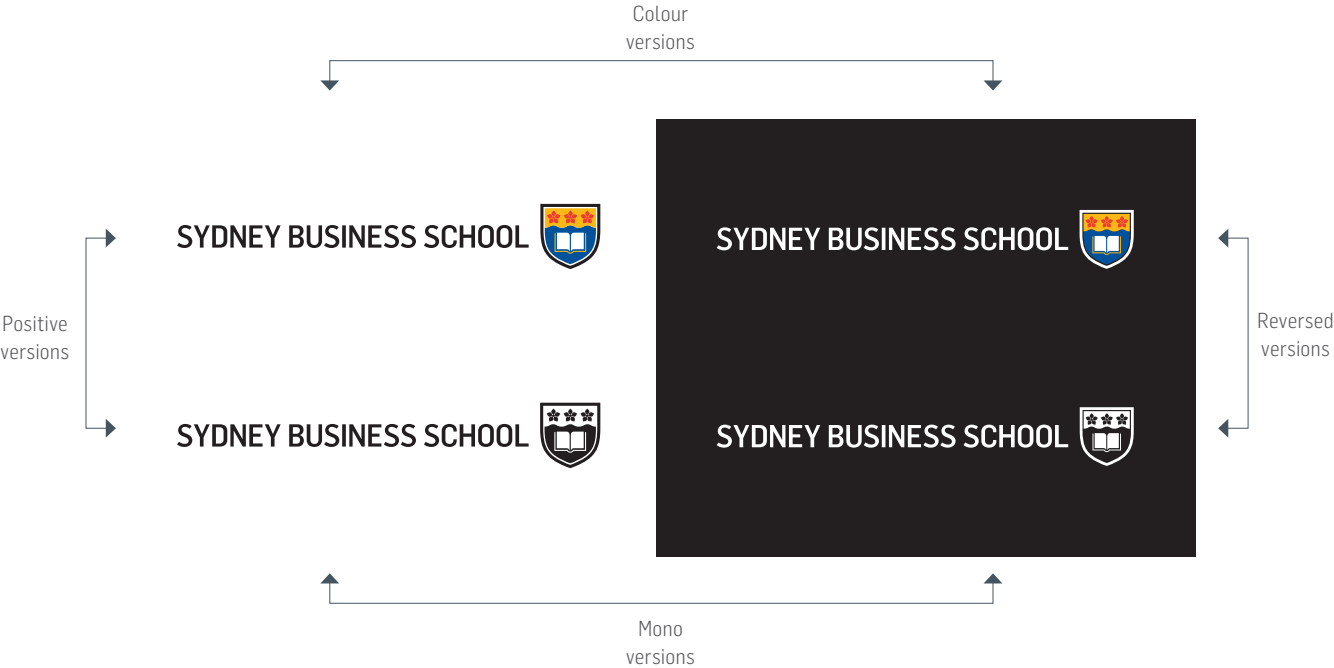 Colour
versions
SYDNEY BUSINESS SCHOOL
SYDNEY BUSINESS SCHOOL
Positive
versions
Reversed
versions
SYDNEY BUSINESS SCHOOL
SYDNEY BUSINESS SCHOOL
Mono
versions